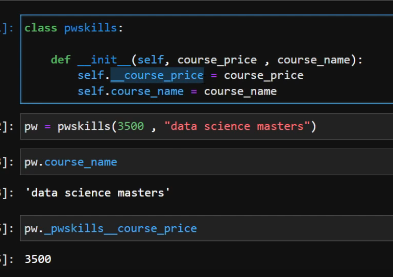 ]: class pwskills:
def __init__(self, course_price , course_name):
self.__course_price = course_price
self.course_name = course_name
]: pw = pwskills(3500 , "data science masters")
]: pw.course_name
]: 'data science masters'
]: pw._pwskills__course_price
]: 3500